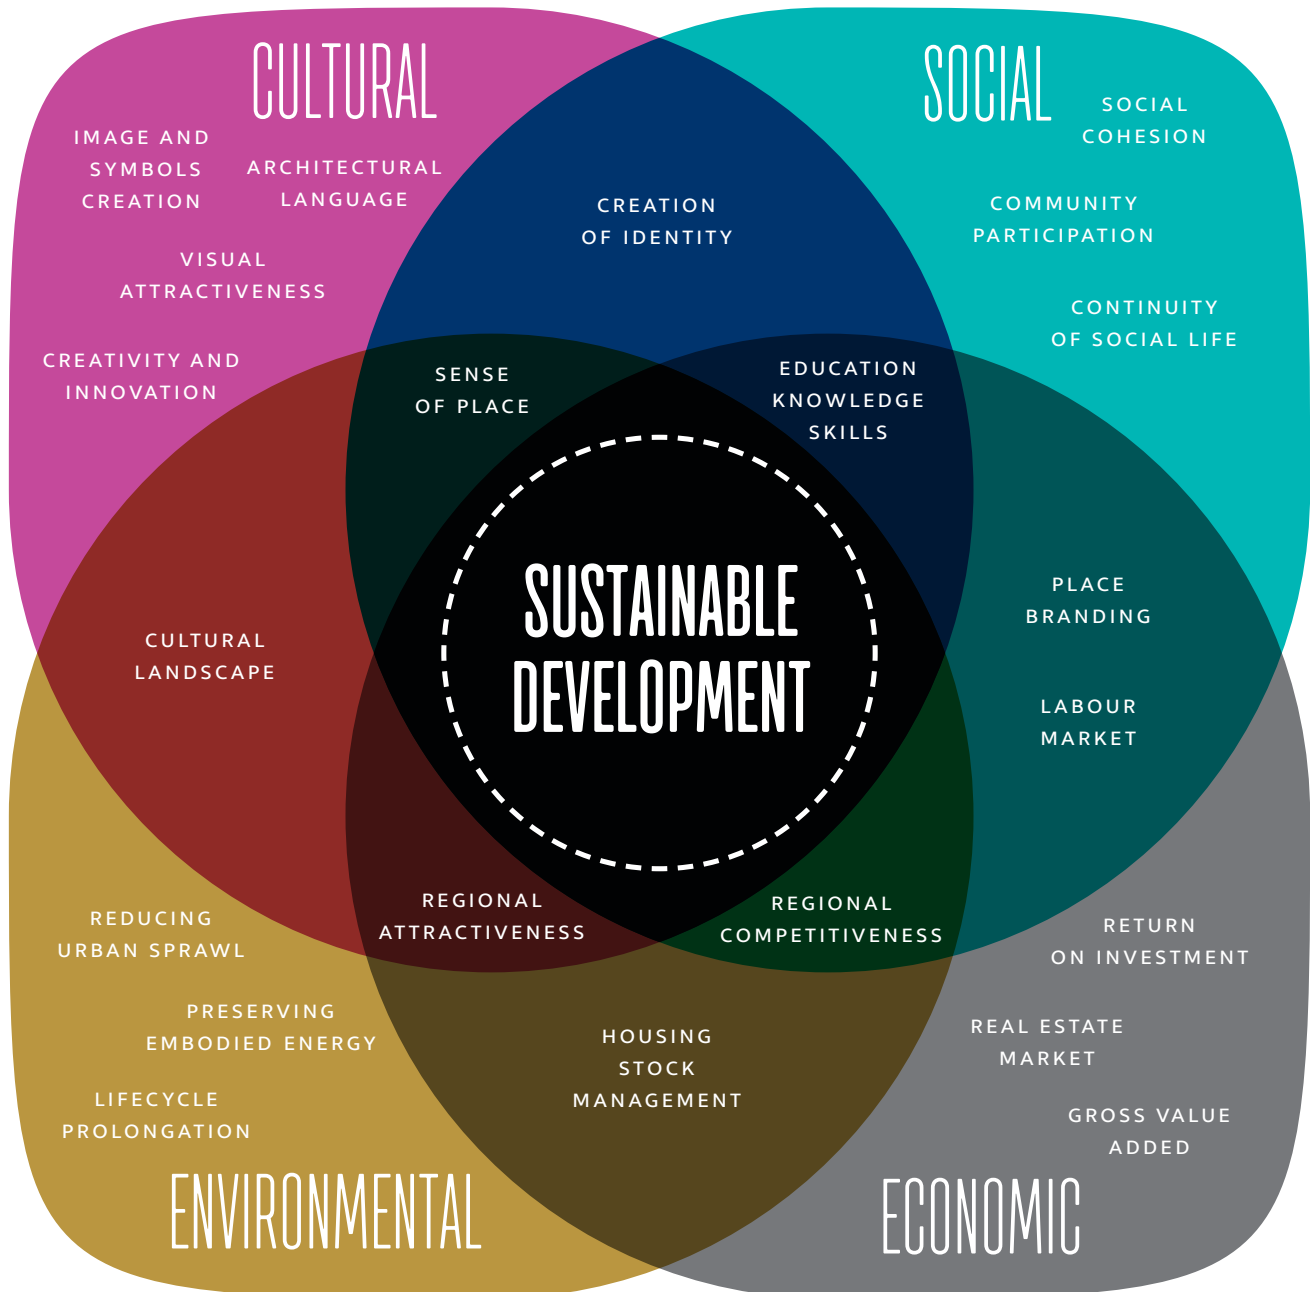 CULTURAL
IMAGE AND
SYMBOLS
CREATION
ARCHITECTURAL
LANGUAGE
VISUAL
ATTRACTIVENESS
CREATIVITY AND
INNOVATION
CREATION
OF IDENTITY
SOCIAL
SOCIAL
COHESION
COMMUNITY
PARTICIPATION
CONTINUITY
OF SOCIAL LIFE
SENSE
OF PLACE
EDUCATION
KNOWLEDGE
SKILLS
CULTURAL
LANDSCAPE
SUSTAINABLE
DEVELOPMENT
PLACE
BRANDING
LABOUR
MARKET
REGIONAL
ATTRACTIVENESS
REGIONAL
COMPETITIVENESS
REDUCING
URBAN SPRAWL
PRESERVING
EMBODIED ENERGY
LIFECYCLE
PROLONGATION
ENVIRONMENTAL
HOUSING
STOCK
MANAGEMENT
RETURN
ON INVESTMENT
REAL ESTATE
MARKET
GROSS VALUE
ADDED
ECONOMIC